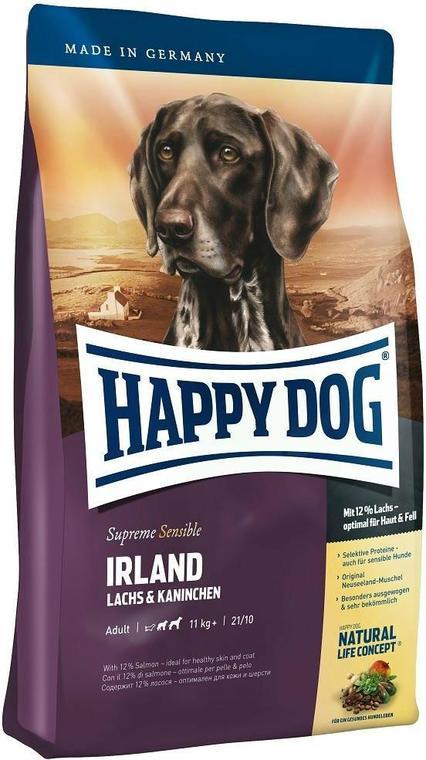 MADE IN GERMANY
HAPPY DOG
®
Supreme Sensible
IRLAND
LACHS & KANINCHEN
Adult | 11 kg+ | 21/10
With 12% Salmon – ideal for healthy skin and coat
Con il 12% di salmone – ottimale per pelle & pelo
Содержит 12% лосося – оптимален для кожи и шерсти
Mit 12% Lachs –
optimal für Haut & Fell
› Selektive Proteine -
auch für sensible Hunde
› Original
Neuseeland-Muschel
› Besonders ausgewogen
& sehr bekömmlich
HAPPY DOG
NATURAL
LIFE CONCEPT®
FÜR EIN GESUNDES HUNDELEBEN